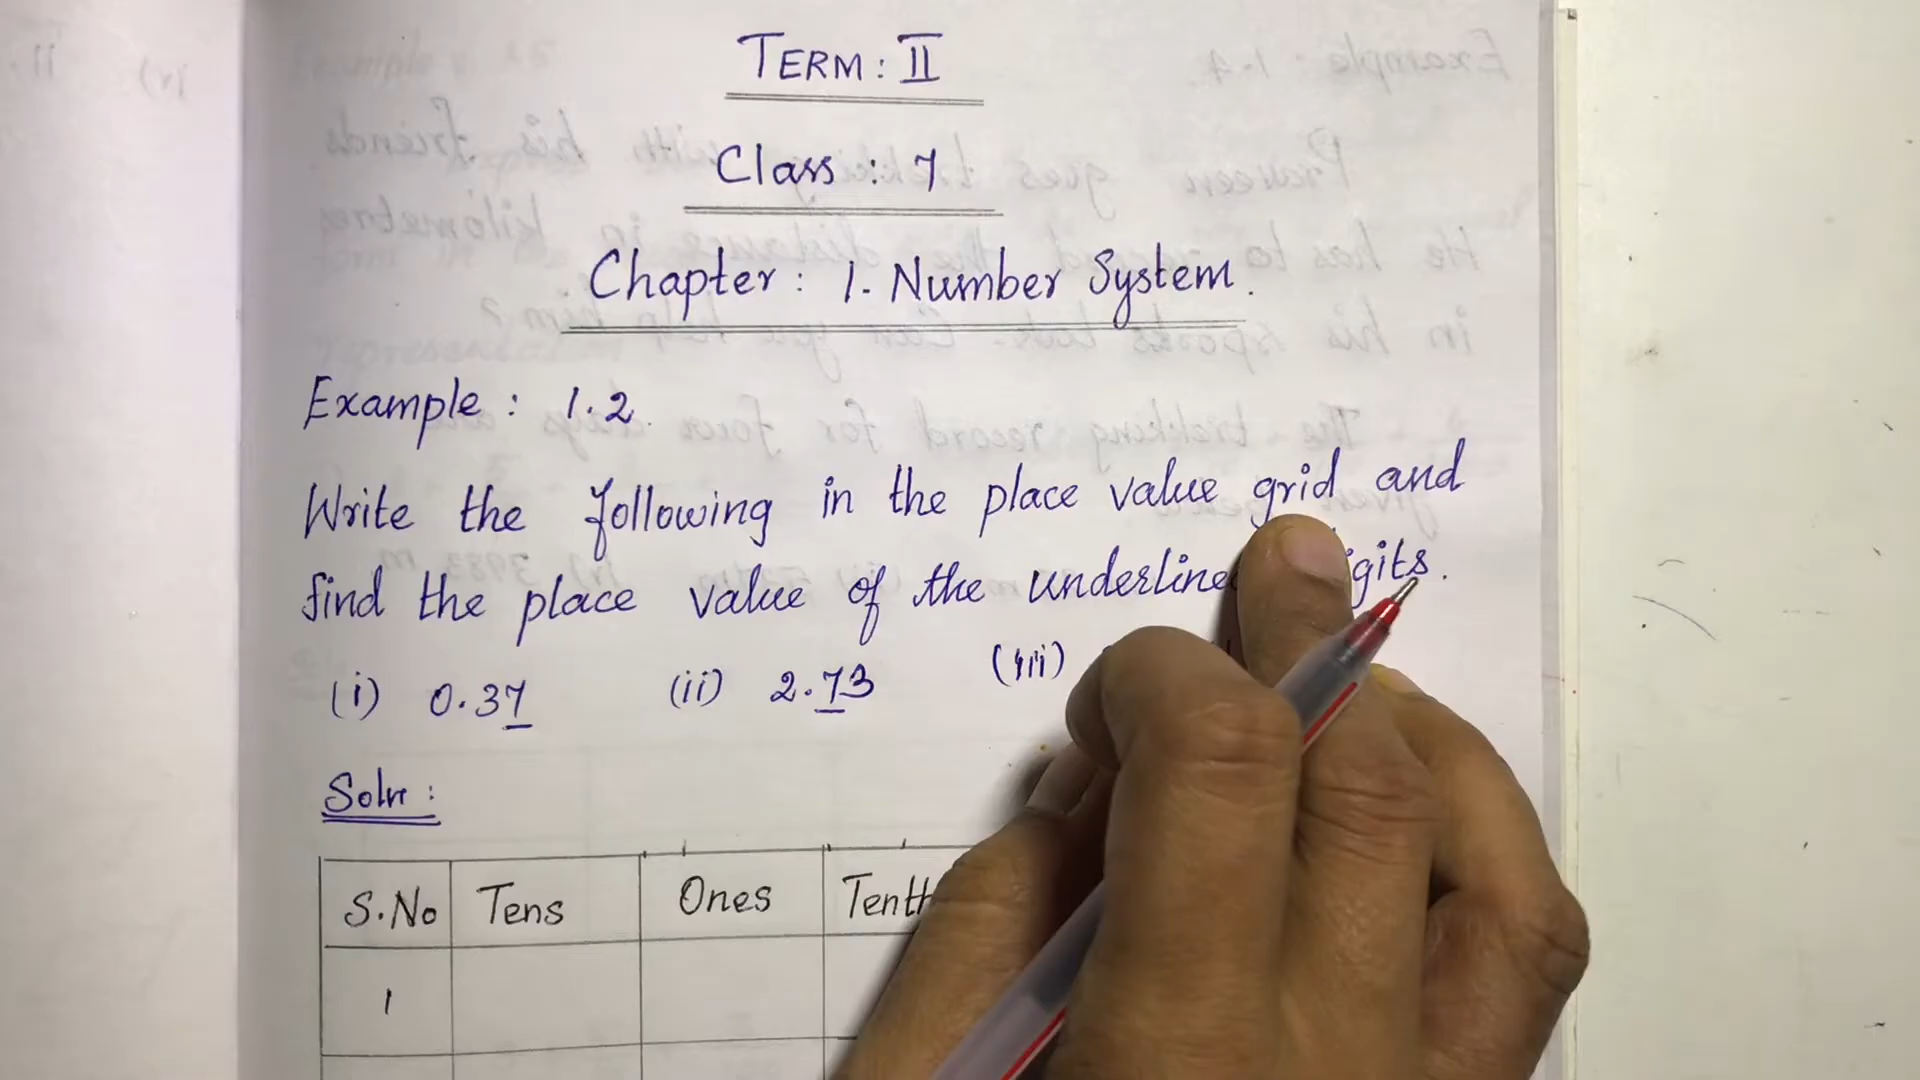 TERM: II
Class: 7
Chapter: 1. Number System.
Example: 1.2.
Write the following in the place value grid and
find the place value of the underline igits.
(i) 0.37 (ii) 2.73 (iii)
Soln:
S.No Tens Ones Tenth
1